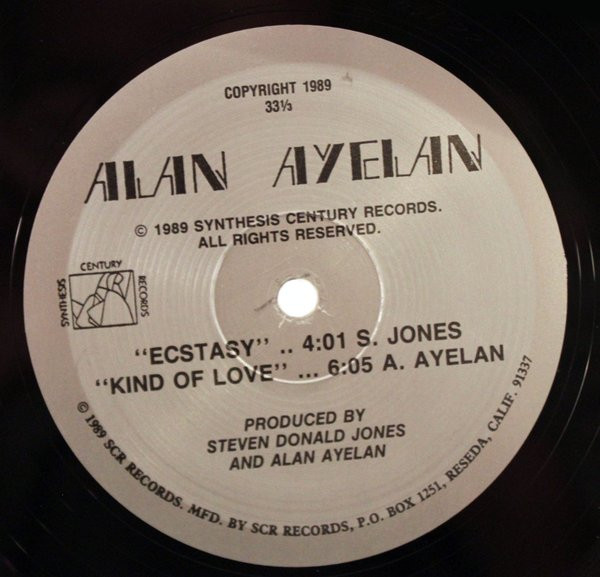 COPYRIGHT 1989
33⅓
ALAN AYELAN
© 1989 SYNTHESIS CENTURY RECORDS.
ALL RIGHTS RESERVED.
SYNTHESIS CENTURY RECORDS
"ECSTASY" .. 4:01 S. JONES
"KIND OF LOVE" ... 6:05 A. AYELAN
PRODUCED BY
STEVEN DONALD JONES
AND ALAN AYELAN
© 1989 SCR RECORDS. MFD. BY SCR RECORDS, P.O. BOX 1251, RESEDA, CALIF. 91337